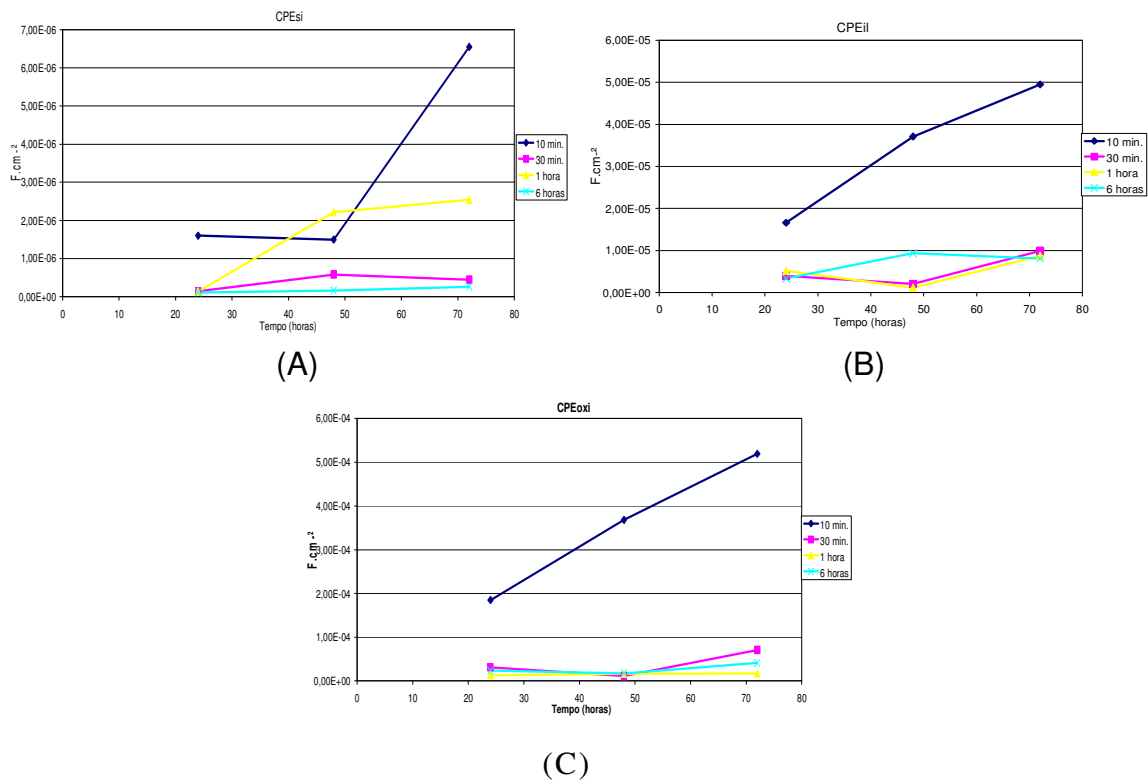 CPEsi
7,00E-06
6,00E-06
5,00E-06
4,00E-06
3,00E-06
2,00E-06
1,00E-06
0,00E+00
F.cm-²
0 10 20 30 40 50 60 70 80
Tempo (horas)
10 min.
30 min.
1 hora
6 horas
(A)
CPEil
6,00E-05
5,00E-05
4,00E-05
3,00E-05
2,00E-05
1,00E-05
0,00E+00
F.cm-²
0 10 20 30 40 50 60 70 80
Tempo (horas)
10 min.
30 min.
1 hora
6 horas
(B)
CPEoxi
6,00E-04
5,00E-04
4,00E-04
3,00E-04
2,00E-04
1,00E-04
0,00E+00
F.cm-²
0 10 20 30 40 50 60 70 80
Tempo (horas)
10 min.
30 min.
1 hora
6 horas
(C)